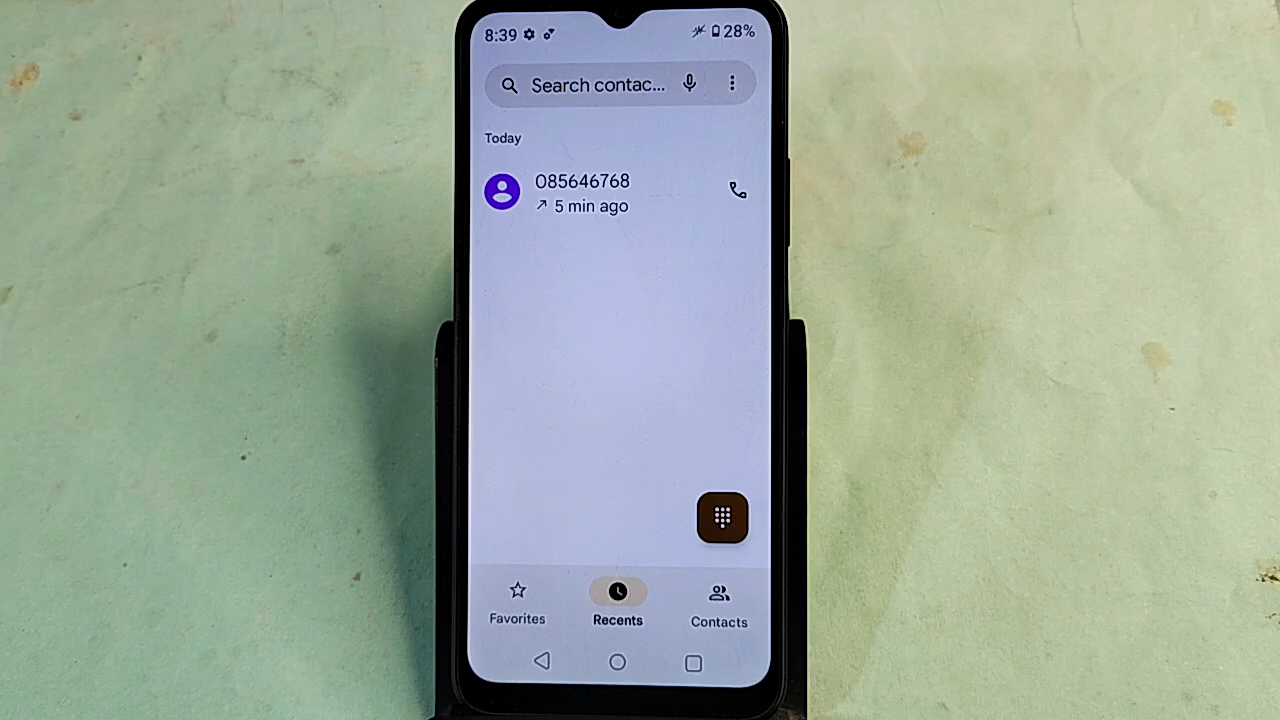 8:39 28%
Search contac...
Today
085646768
5 min ago
Favorites Recents Contacts